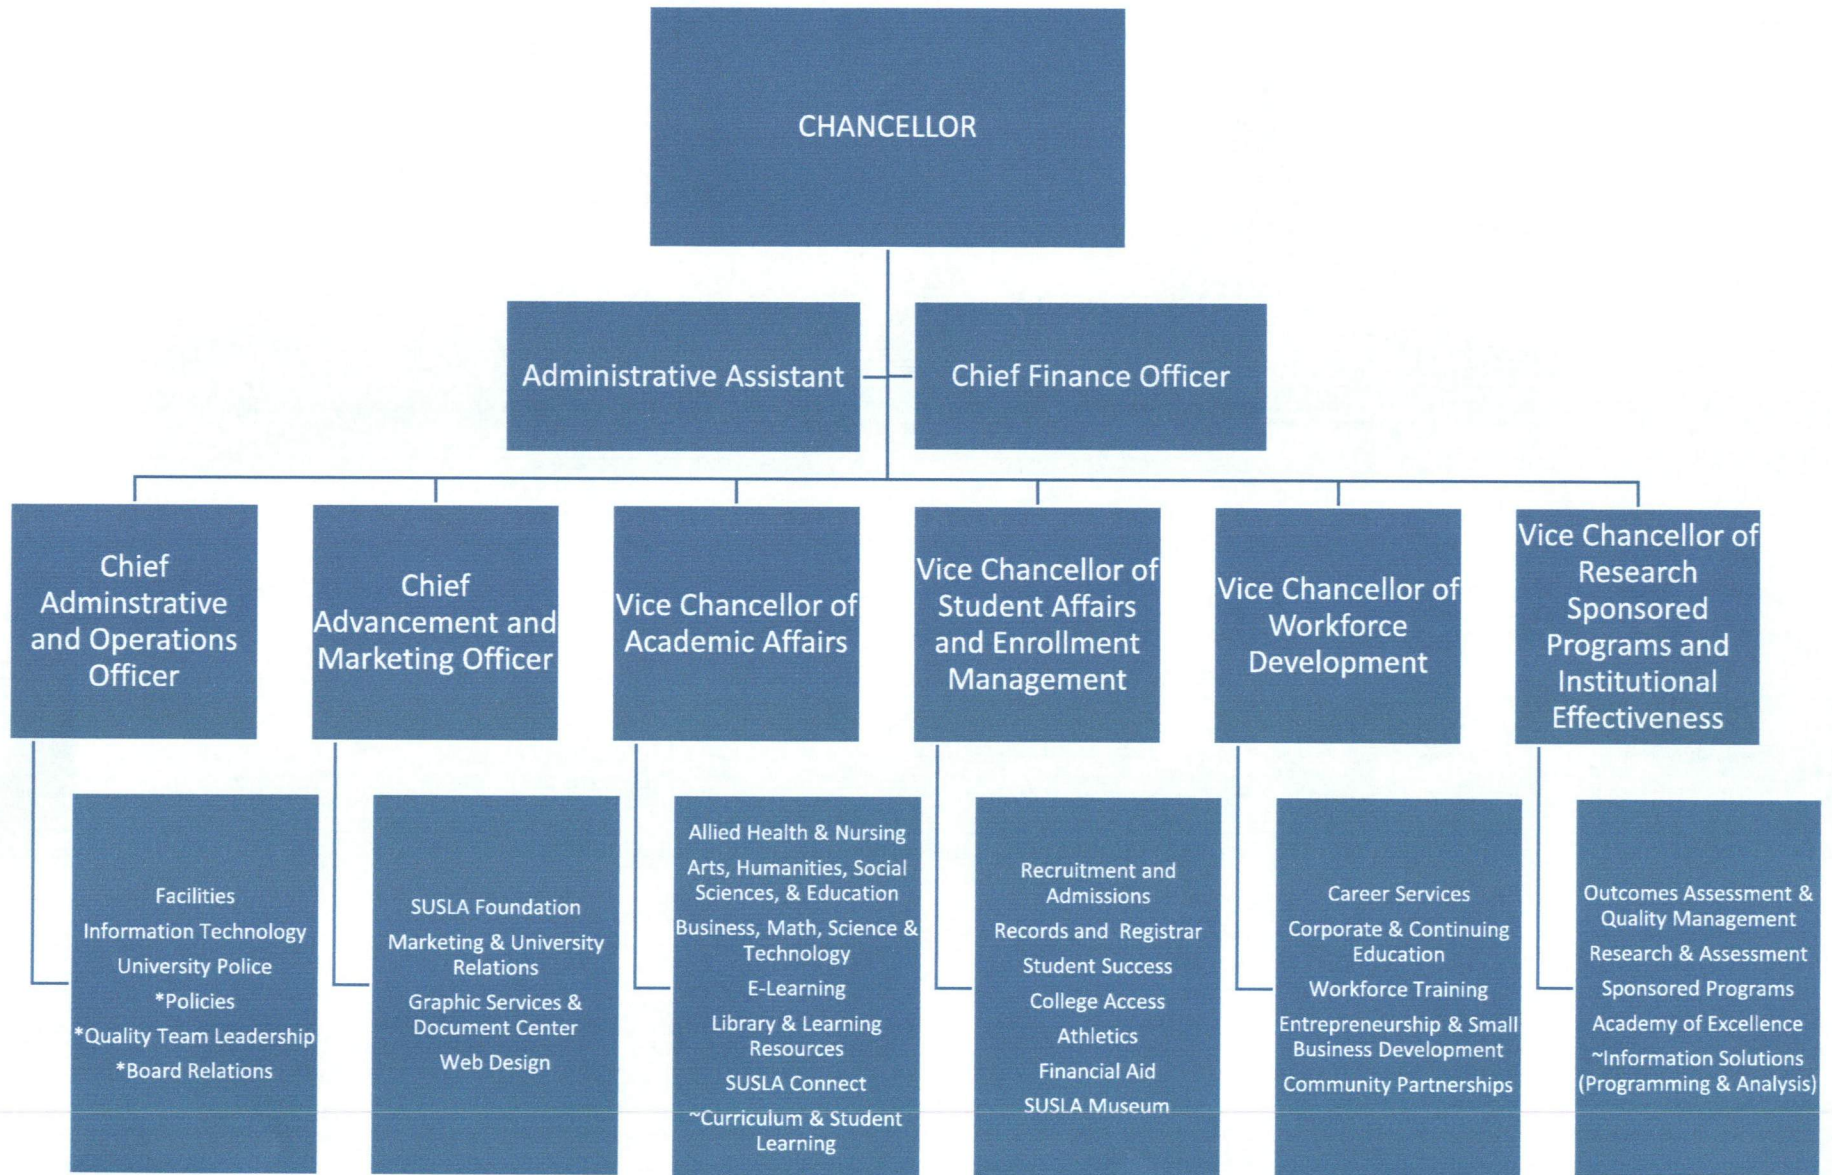 CHANCELLOR
Administrative Assistant
Chief Finance Officer
Chief
Adminstrative
and Operations
Officer
Chief
Advancement and
Marketing Officer
Vice Chancellor of
Academic Affairs
Vice Chancellor of
Student Affairs
and Enrollment
Management
Vice Chancellor of
Workforce
Development
Vice Chancellor of
Research
Sponsored
Programs and
Institutional
Effectiveness
Facilities
Information Technology
University Police
*Policies
*Quality Team Leadership
*Board Relations
SUSLA Foundation
Marketing & University
Relations
Graphic Services &
Document Center
Web Design
Allied Health & Nursing
Arts, Humanities, Social
Sciences, & Education
Business, Math, Science &
Technology
E-Learning
Library & Learning
Resources
SUSLA Connect
~Curriculum & Student
Learning
Recruitment and
Admissions
Records and Registrar
Student Success
College Access
Athletics
Financial Aid
SUSLA Museum
Career Services
Corporate & Continuing
Education
Workforce Training
Entrepreneurship & Small
Business Development
Community Partnerships
Outcomes Assessment &
Quality Management
Research & Assessment
Sponsored Programs
Academy of Excellence
~Information Solutions
(Programming & Analysis)